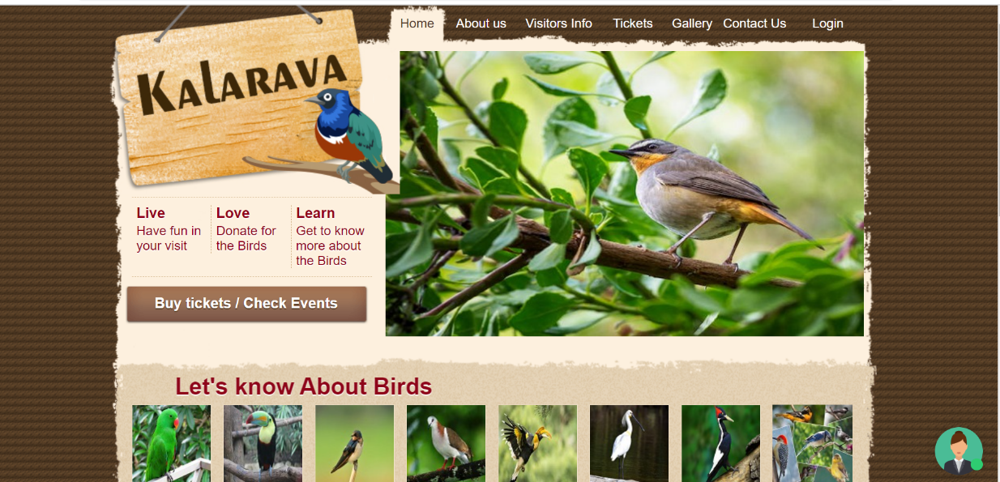 Home About us Visitors Info Tickets Gallery Contact Us Login
KALARAVA
Live
Have fun in
your visit
Love
Donate for
the Birds
Learn
Get to know
more about
the Birds
Buy tickets / Check Events
Let's know About Birds